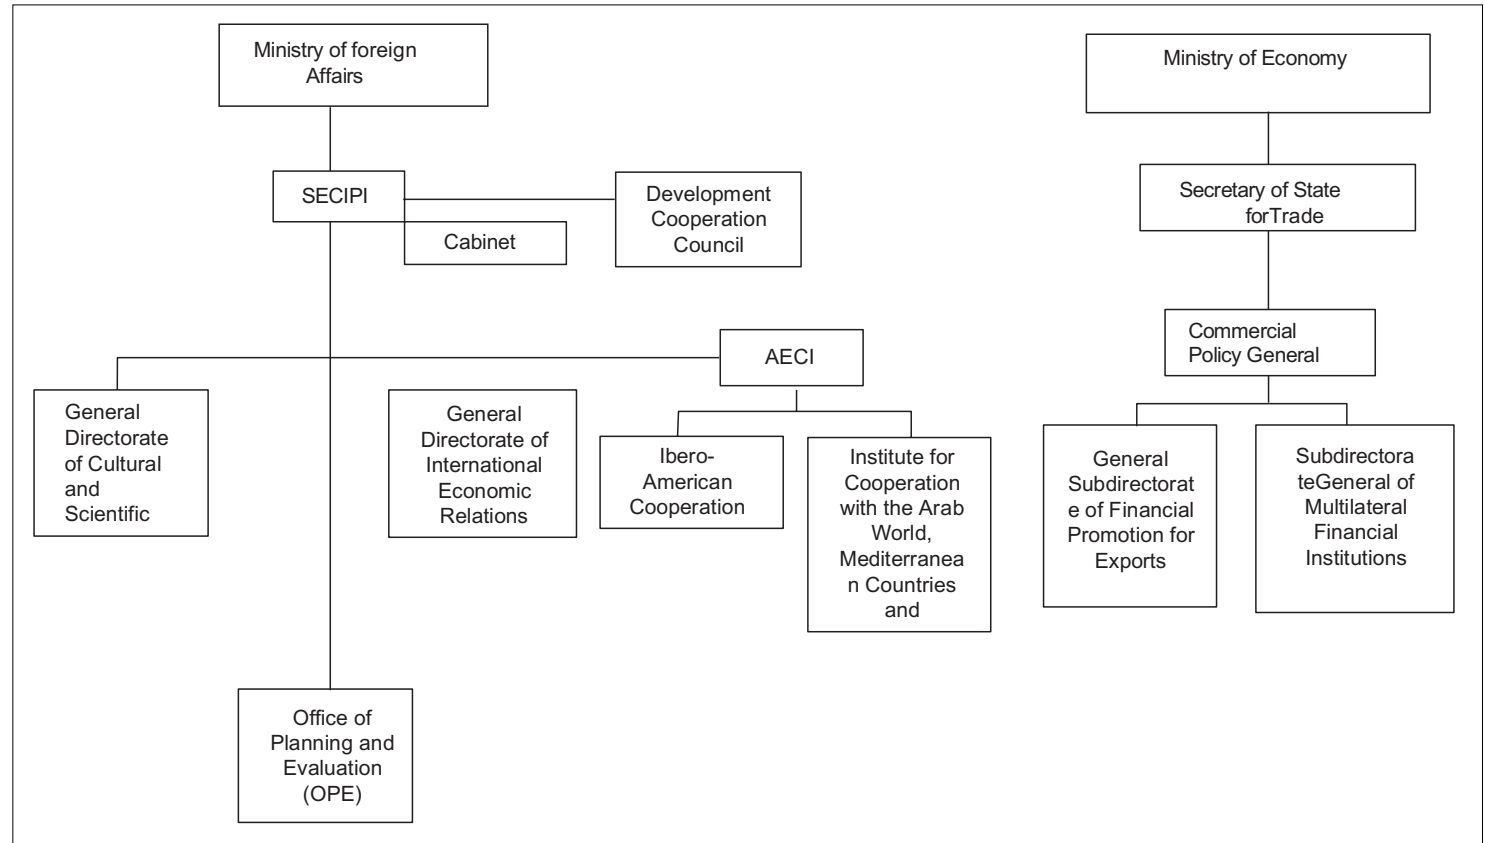 Ministry of foreign
Affairs
Ministry of Economy
SECIPI
Development
Cooperation
Council
Cabinet
Secretary of State
forTrade
AECI
Commercial
Policy General
General
Directorate
of Cultural
and
Scientific
General
Directorate of
International
Economic
Relations
Ibero-
American
Cooperation
Institute for
Cooperation
with the Arab
World,
Mediterranea
n Countries
and
General
Subdirectorat
e of Financial
Promotion for
Exports
Subdirectora
teGeneral of
Multilateral
Financial
Institutions
Office of
Planning and
Evaluation
(OPE)